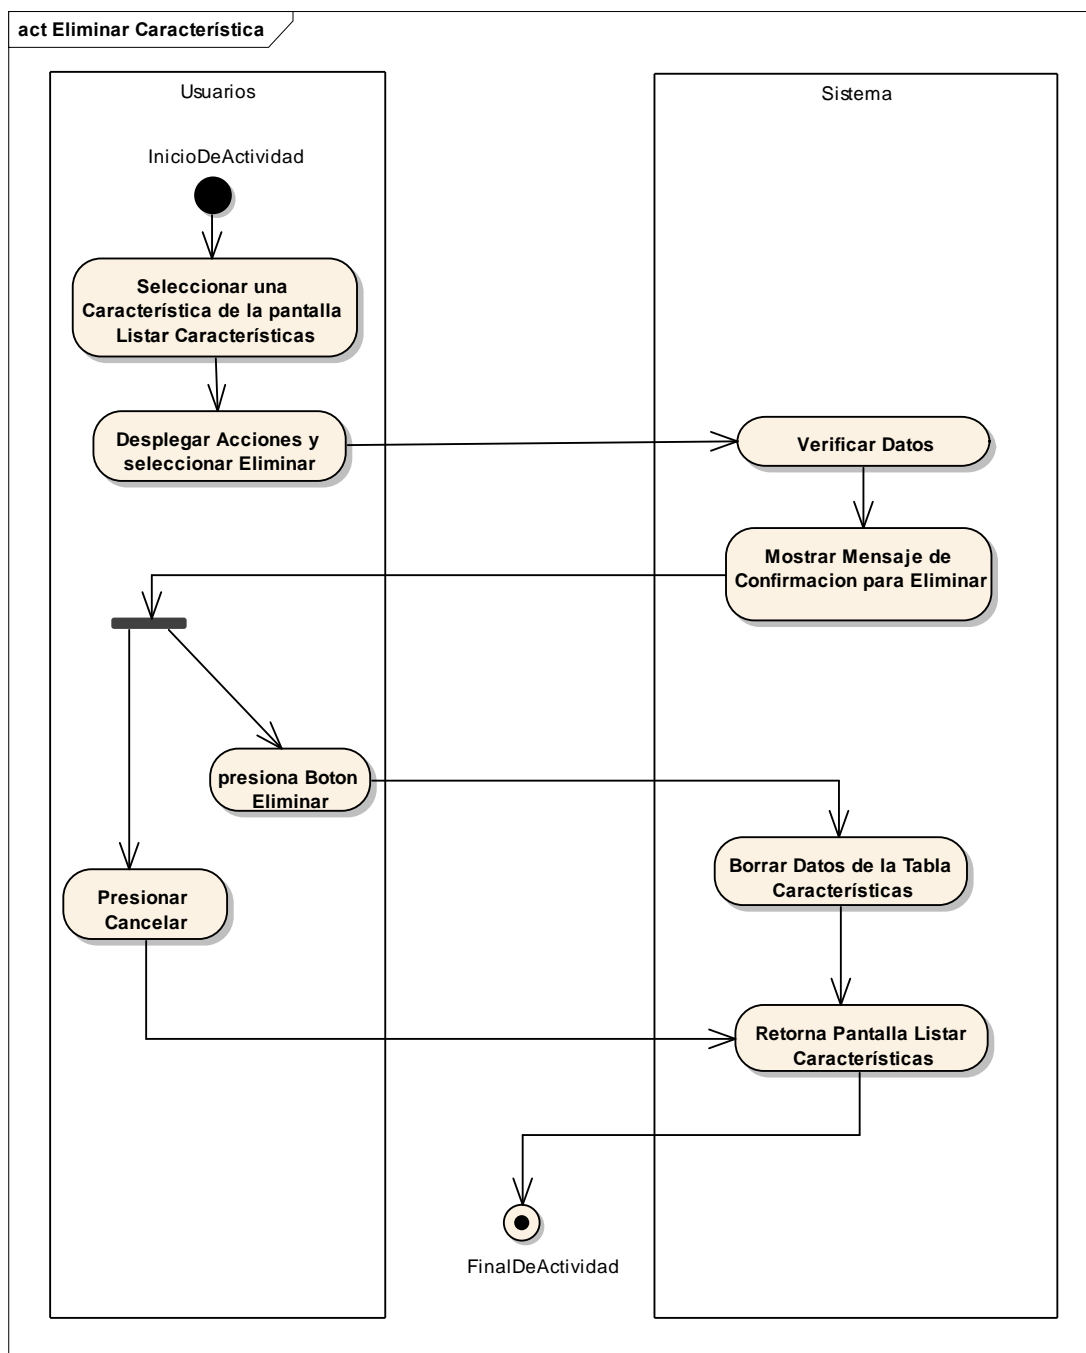 act Eliminar Característica
Usuarios
Sistema
InicioDeActividad
Seleccionar una
Característica de la pantalla
Listar Características
Desplegar Acciones y
seleccionar Eliminar
Verificar Datos
Mostrar Mensaje de
Confirmacion para Eliminar
presiona Boton
Eliminar
Borrar Datos de la Tabla
Características
Presionar
Cancelar
Retorna Pantalla Listar
Características
FinalDeActividad